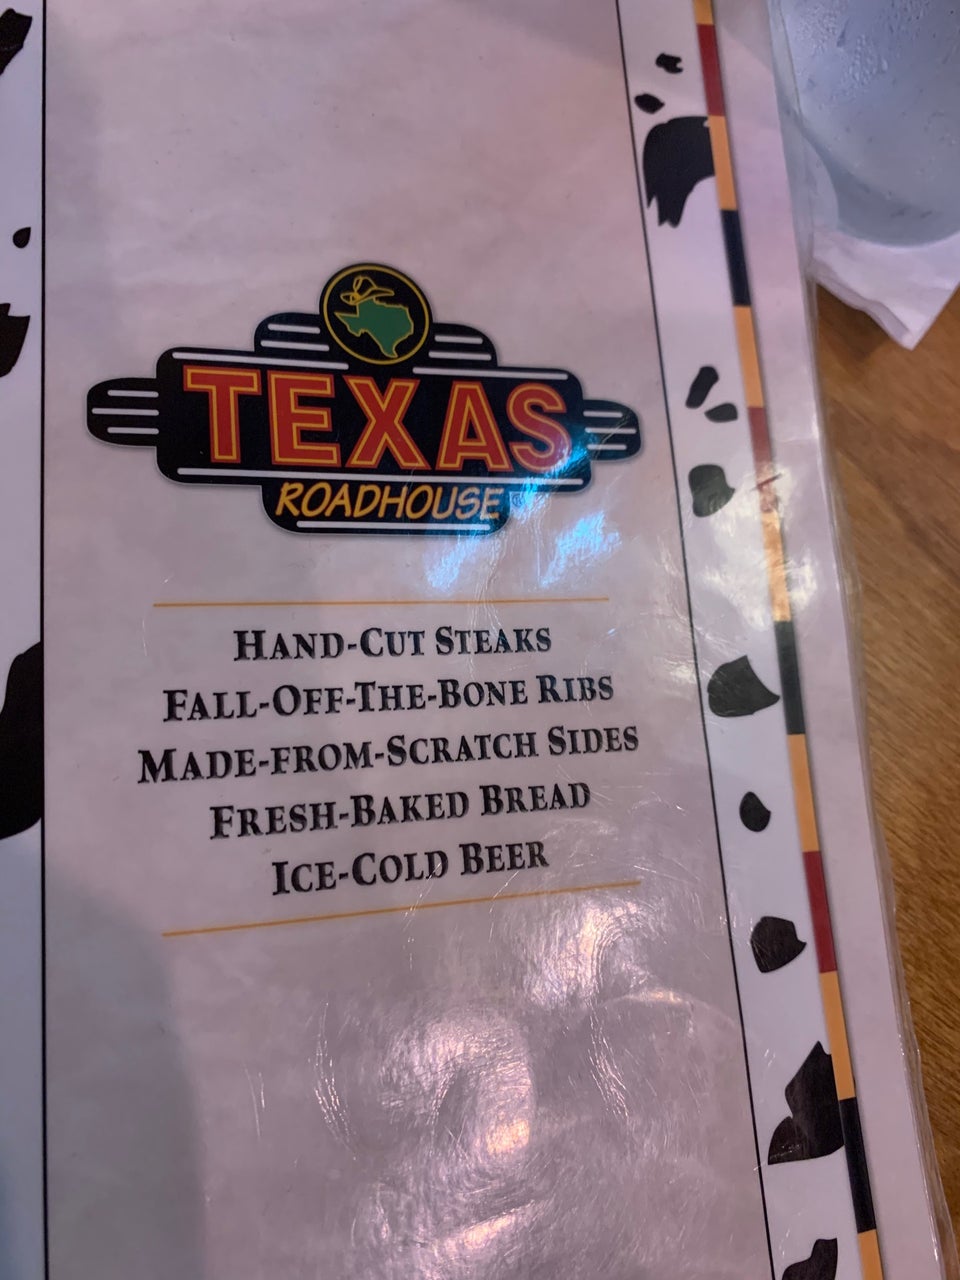 TEXAS
ROADHOUSE
HAND-CUT STEAKS
FALL-OFF-THE-BONE RIBS
MADE-FROM-SCRATCH SIDES
FRESH-BAKED BREAD
ICE-COLD BEER